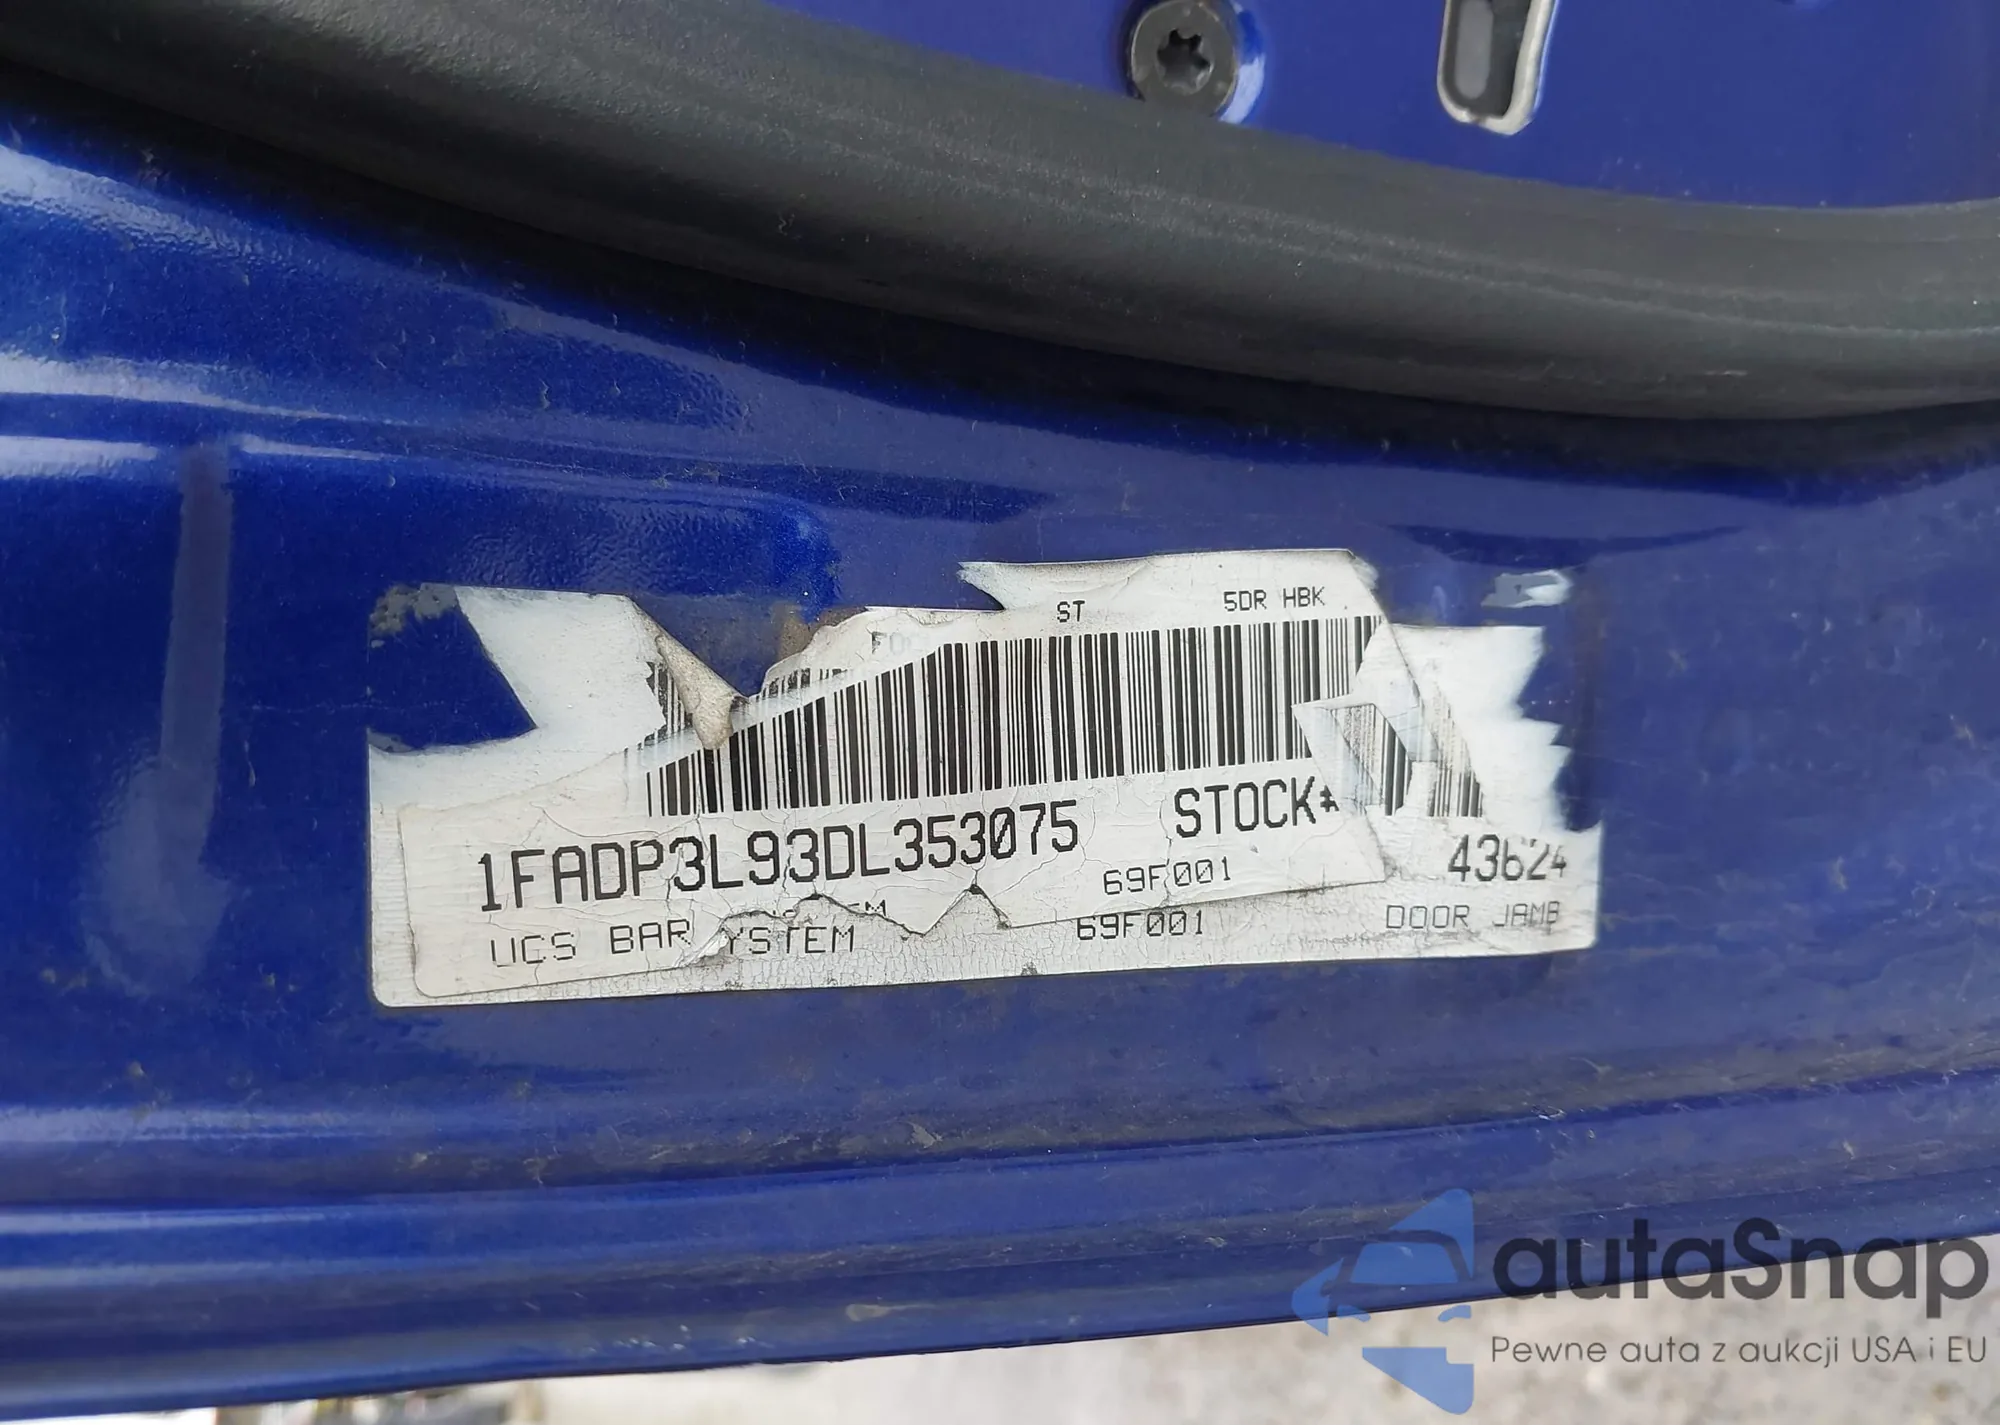 ST 5DR HBK
1FADP3L93DL353075 STOCK*
69F001
43624
UCS BAR YSTEM 69F001 DOOR JAMB
autaSnap
Pewne auta z aukcji USA i EU